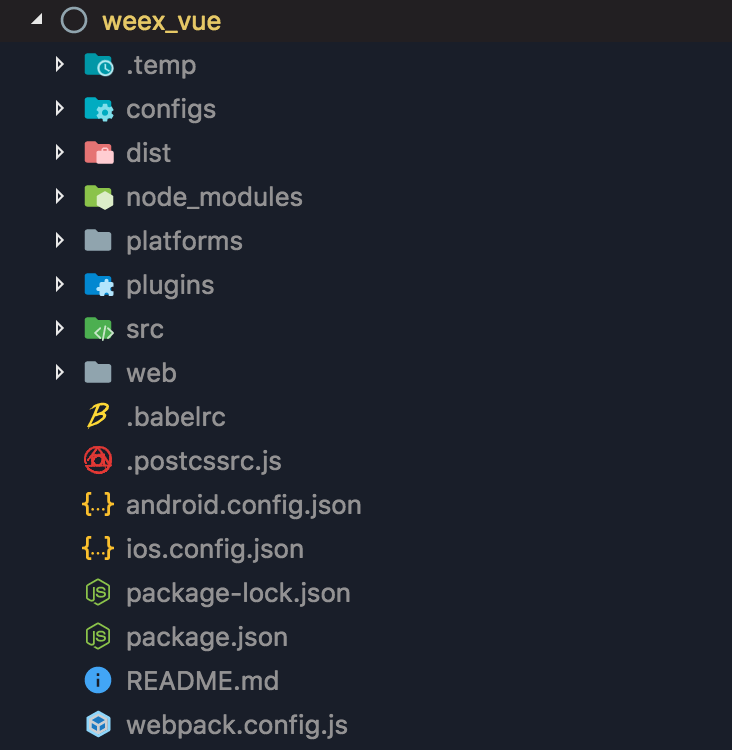 weex_vue
.temp
configs
dist
node_modules
platforms
plugins
src
web
.babelrc
.postcssrc.js
android.config.json
ios.config.json
package-lock.json
package.json
README.md
webpack.config.js